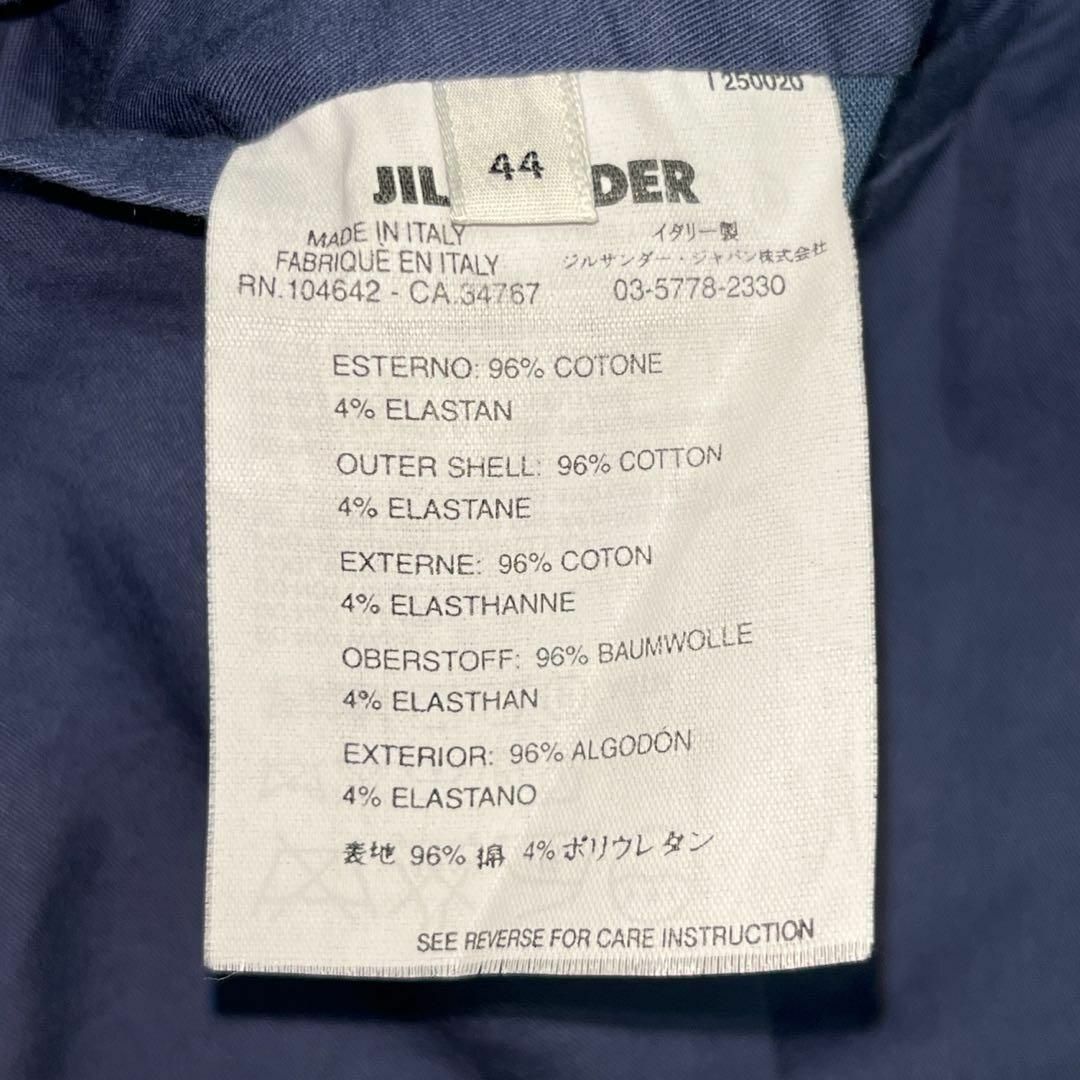 250020
44
JIL DER
MADE IN ITALY
FABRIQUÉ EN ITALY
RN.104642 - CA.34767
イタリー製
ジルサンダー・ジャパン株式会社
03-5778-2330
ESTERNO: 96% COTONE
4% ELASTAN
OUTER SHELL: 96% COTTON
4% ELASTANE
EXTERNE: 96% COTON
4% ELASTHANNE
OBERSTOFF: 96% BAUMWOLLE
4% ELASTHAN
EXTERIOR: 96% ALGODÓN
4% ELASTANO
表地 96% 綿 4% ポリウレタン
SEE REVERSE FOR CARE INSTRUCTION